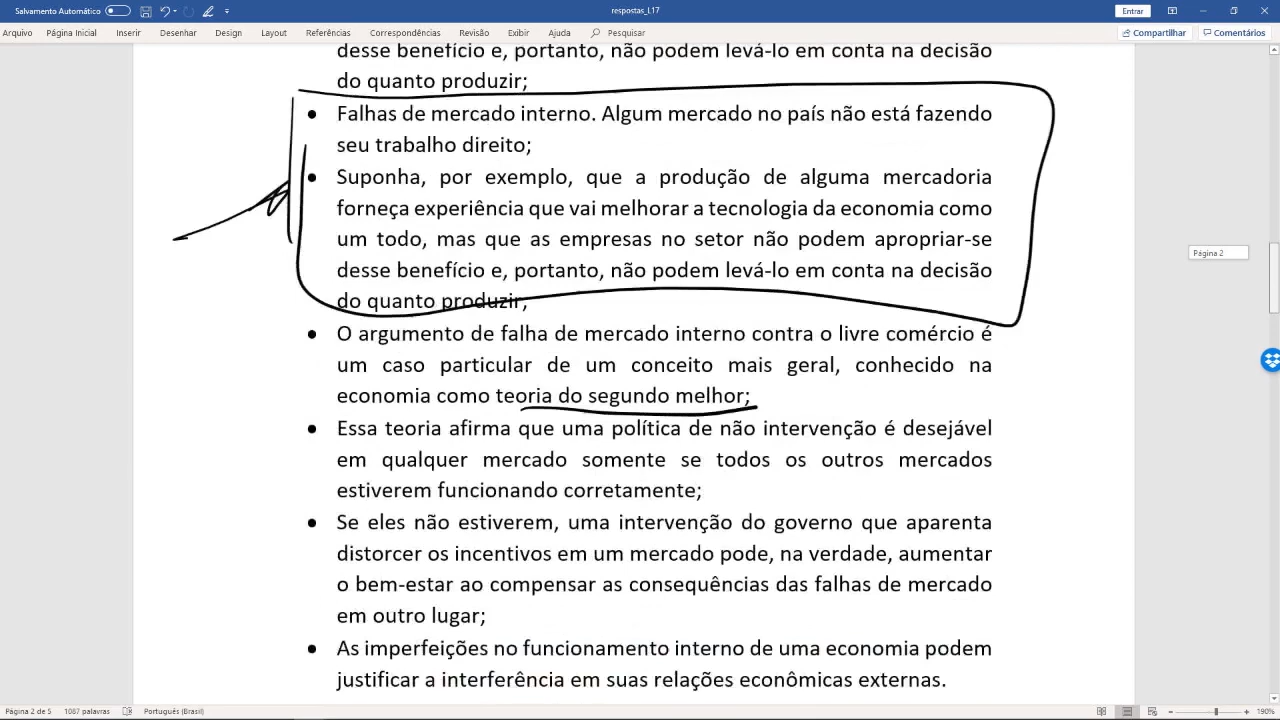 Salvamento Automático
respostas_L17
Entrar
Arquivo Página Inicial Inserir Desenhar Design Layout Referências Correspondências Revisão Exibir Ajuda Pesquisar Compartilhar Comentários
desse benefício e, portanto, não podem levá-lo em conta na decisão
do quanto produzir;
• Falhas de mercado interno. Algum mercado no país não está fazendo
seu trabalho direito;
• Suponha, por exemplo, que a produção de alguma mercadoria
forneça experiência que vai melhorar a tecnologia da economia como
um todo, mas que as empresas no setor não podem apropriar-se
desse benefício e, portanto, não podem levá-lo em conta na decisão
do quanto produzir;
• O argumento de falha de mercado interno contra o livre comércio é
um caso particular de um conceito mais geral, conhecido na
economia como teoria do segundo melhor;
• Essa teoria afirma que uma política de não intervenção é desejável
em qualquer mercado somente se todos os outros mercados
estiverem funcionando corretamente;
• Se eles não estiverem, uma intervenção do governo que aparenta
distorcer os incentivos em um mercado pode, na verdade, aumentar
o bem-estar ao compensar as consequências das falhas de mercado
em outro lugar;
• As imperfeições no funcionamento interno de uma economia podem
justificar a interferência em suas relações econômicas externas.
Página 2
Página 2 de 5 1087 palavras Português (Brasil) 190%